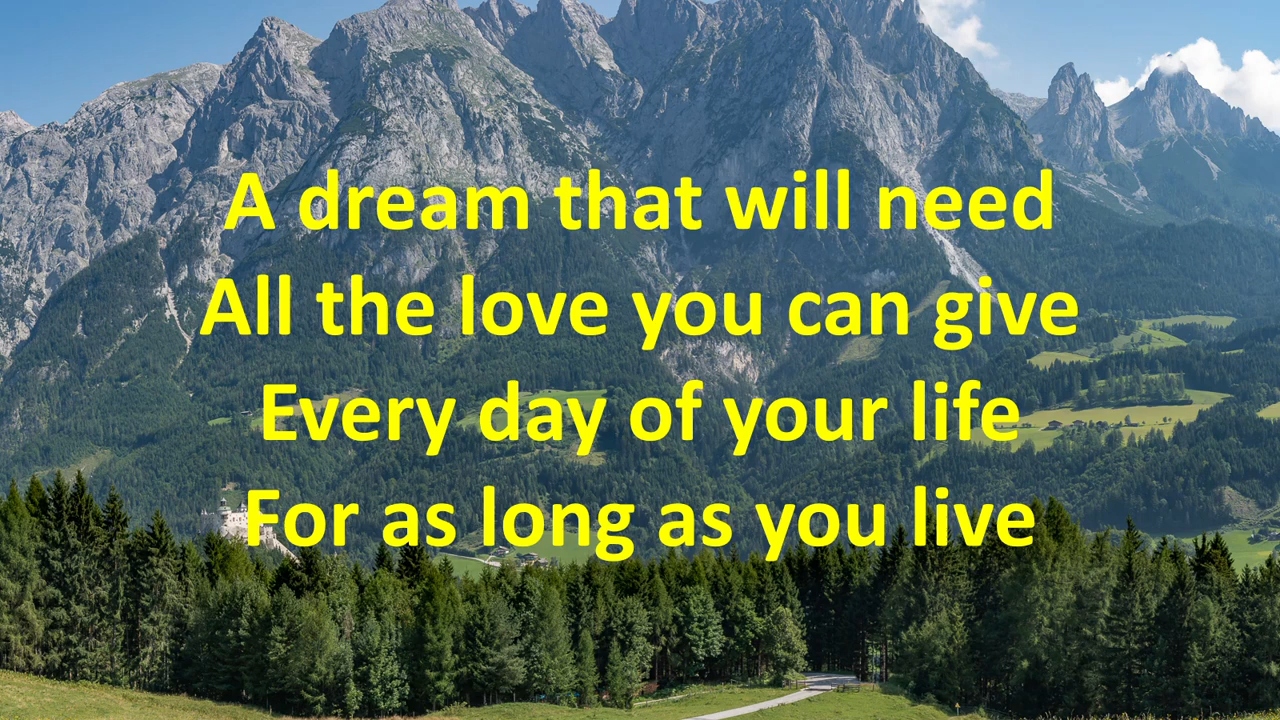 A dream that will need
All the love you can give
Every day of your life
For as long as you live